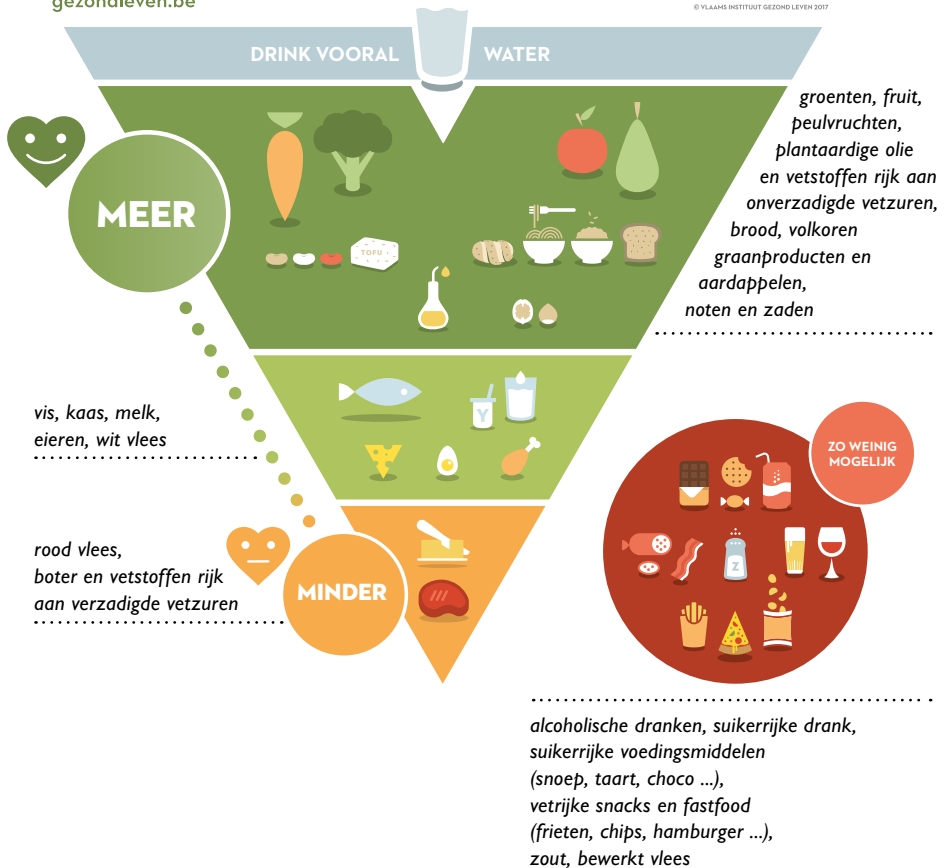 gezondleven.be
© VLAAMS INSTITUUT GEZOND LEVEN 2017
DRINK VOORAL WATER
groenten, fruit,
peulvruchten,
plantaardige olie
en vetstoffen rijk aan
onverzadigde vetzuren,
brood, volkoren
graanproducten en
aardappelen,
noten en zaden
MEER
TOFU
vis, kaas, melk,
eieren, wit vlees
Y
ZO WEINIG
MOGELIJK
rood vlees,
boter en vetstoffen rijk
aan verzadigde vetzuren
MINDER
Z
alcoholische dranken, suikerrijke drank,
suikerrijke voedingsmiddelen
(snoep, taart, choco ...),
vetrijke snacks en fastfood
(frieten, chips, hamburger ...),
zout, bewerkt vlees